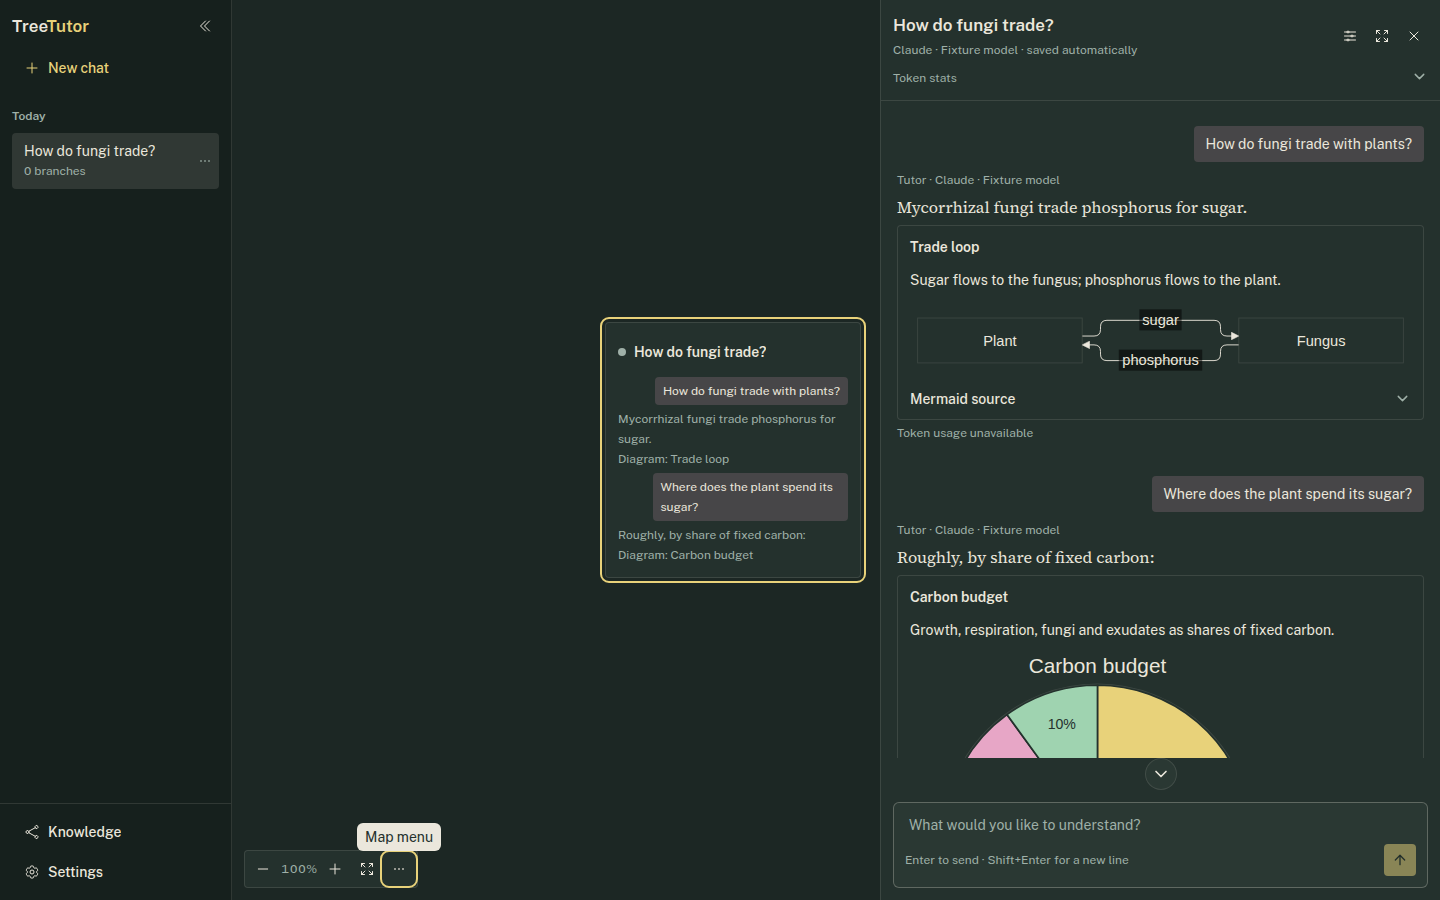 TreeTutor
New chat
Today
How do fungi trade?
0 branches
Knowledge
Settings
How do fungi trade?
How do fungi trade with plants?
Mycorrhizal fungi trade phosphorus for
sugar.
Diagram: Trade loop
Where does the plant spend its
sugar?
Roughly, by share of fixed carbon:
Diagram: Carbon budget
Map menu
100%
How do fungi trade?
Claude · Fixture model · saved automatically
Token stats
How do fungi trade with plants?
Tutor · Claude · Fixture model
Mycorrhizal fungi trade phosphorus for sugar.
Trade loop
Sugar flows to the fungus; phosphorus flows to the plant.
sugar
Plant
Fungus
phosphorus
Mermaid source
Token usage unavailable
Where does the plant spend its sugar?
Tutor · Claude · Fixture model
Roughly, by share of fixed carbon:
Carbon budget
Growth, respiration, fungi and exudates as shares of fixed carbon.
Carbon budget
10%
What would you like to understand?
Enter to send · Shift+Enter for a new line